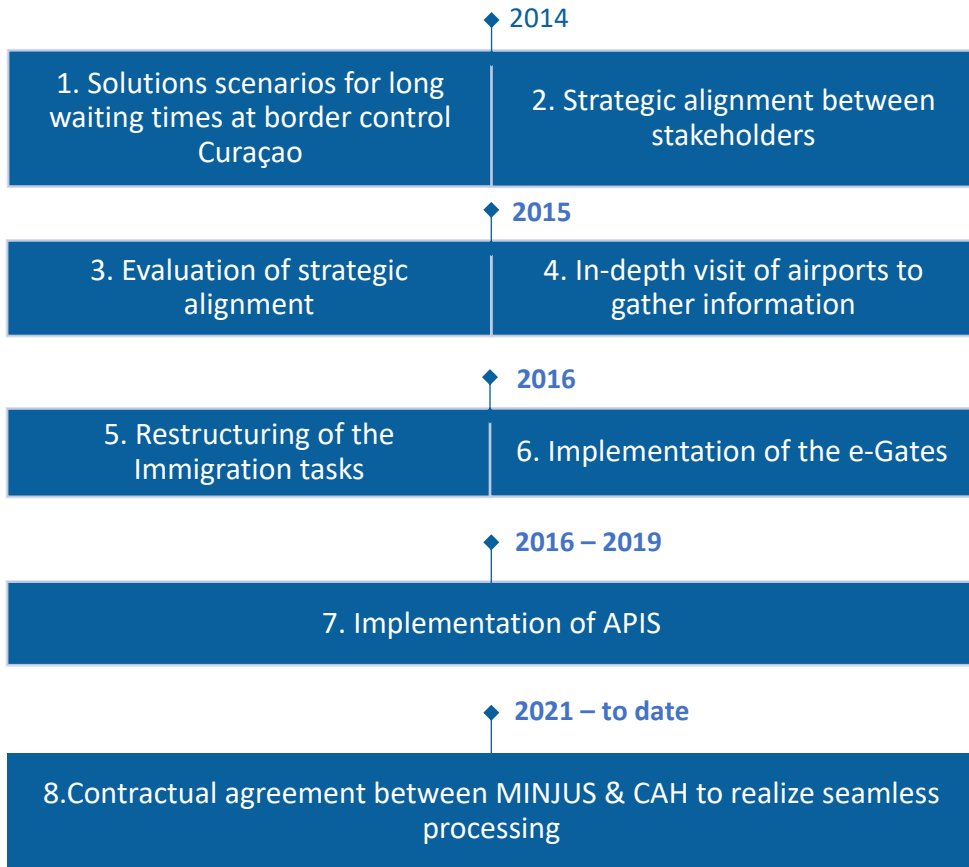 2014
1. Solutions scenarios for long
waiting times at border control
Curaçao
2. Strategic alignment between
stakeholders
2015
3. Evaluation of strategic
alignment
4. In-depth visit of airports to
gather information
2016
5. Restructuring of the
Immigration tasks
6. Implementation of the e-Gates
2016 – 2019
7. Implementation of APIS
2021 – to date
8.Contractual agreement between MINJUS & CAH to realize seamless
processing